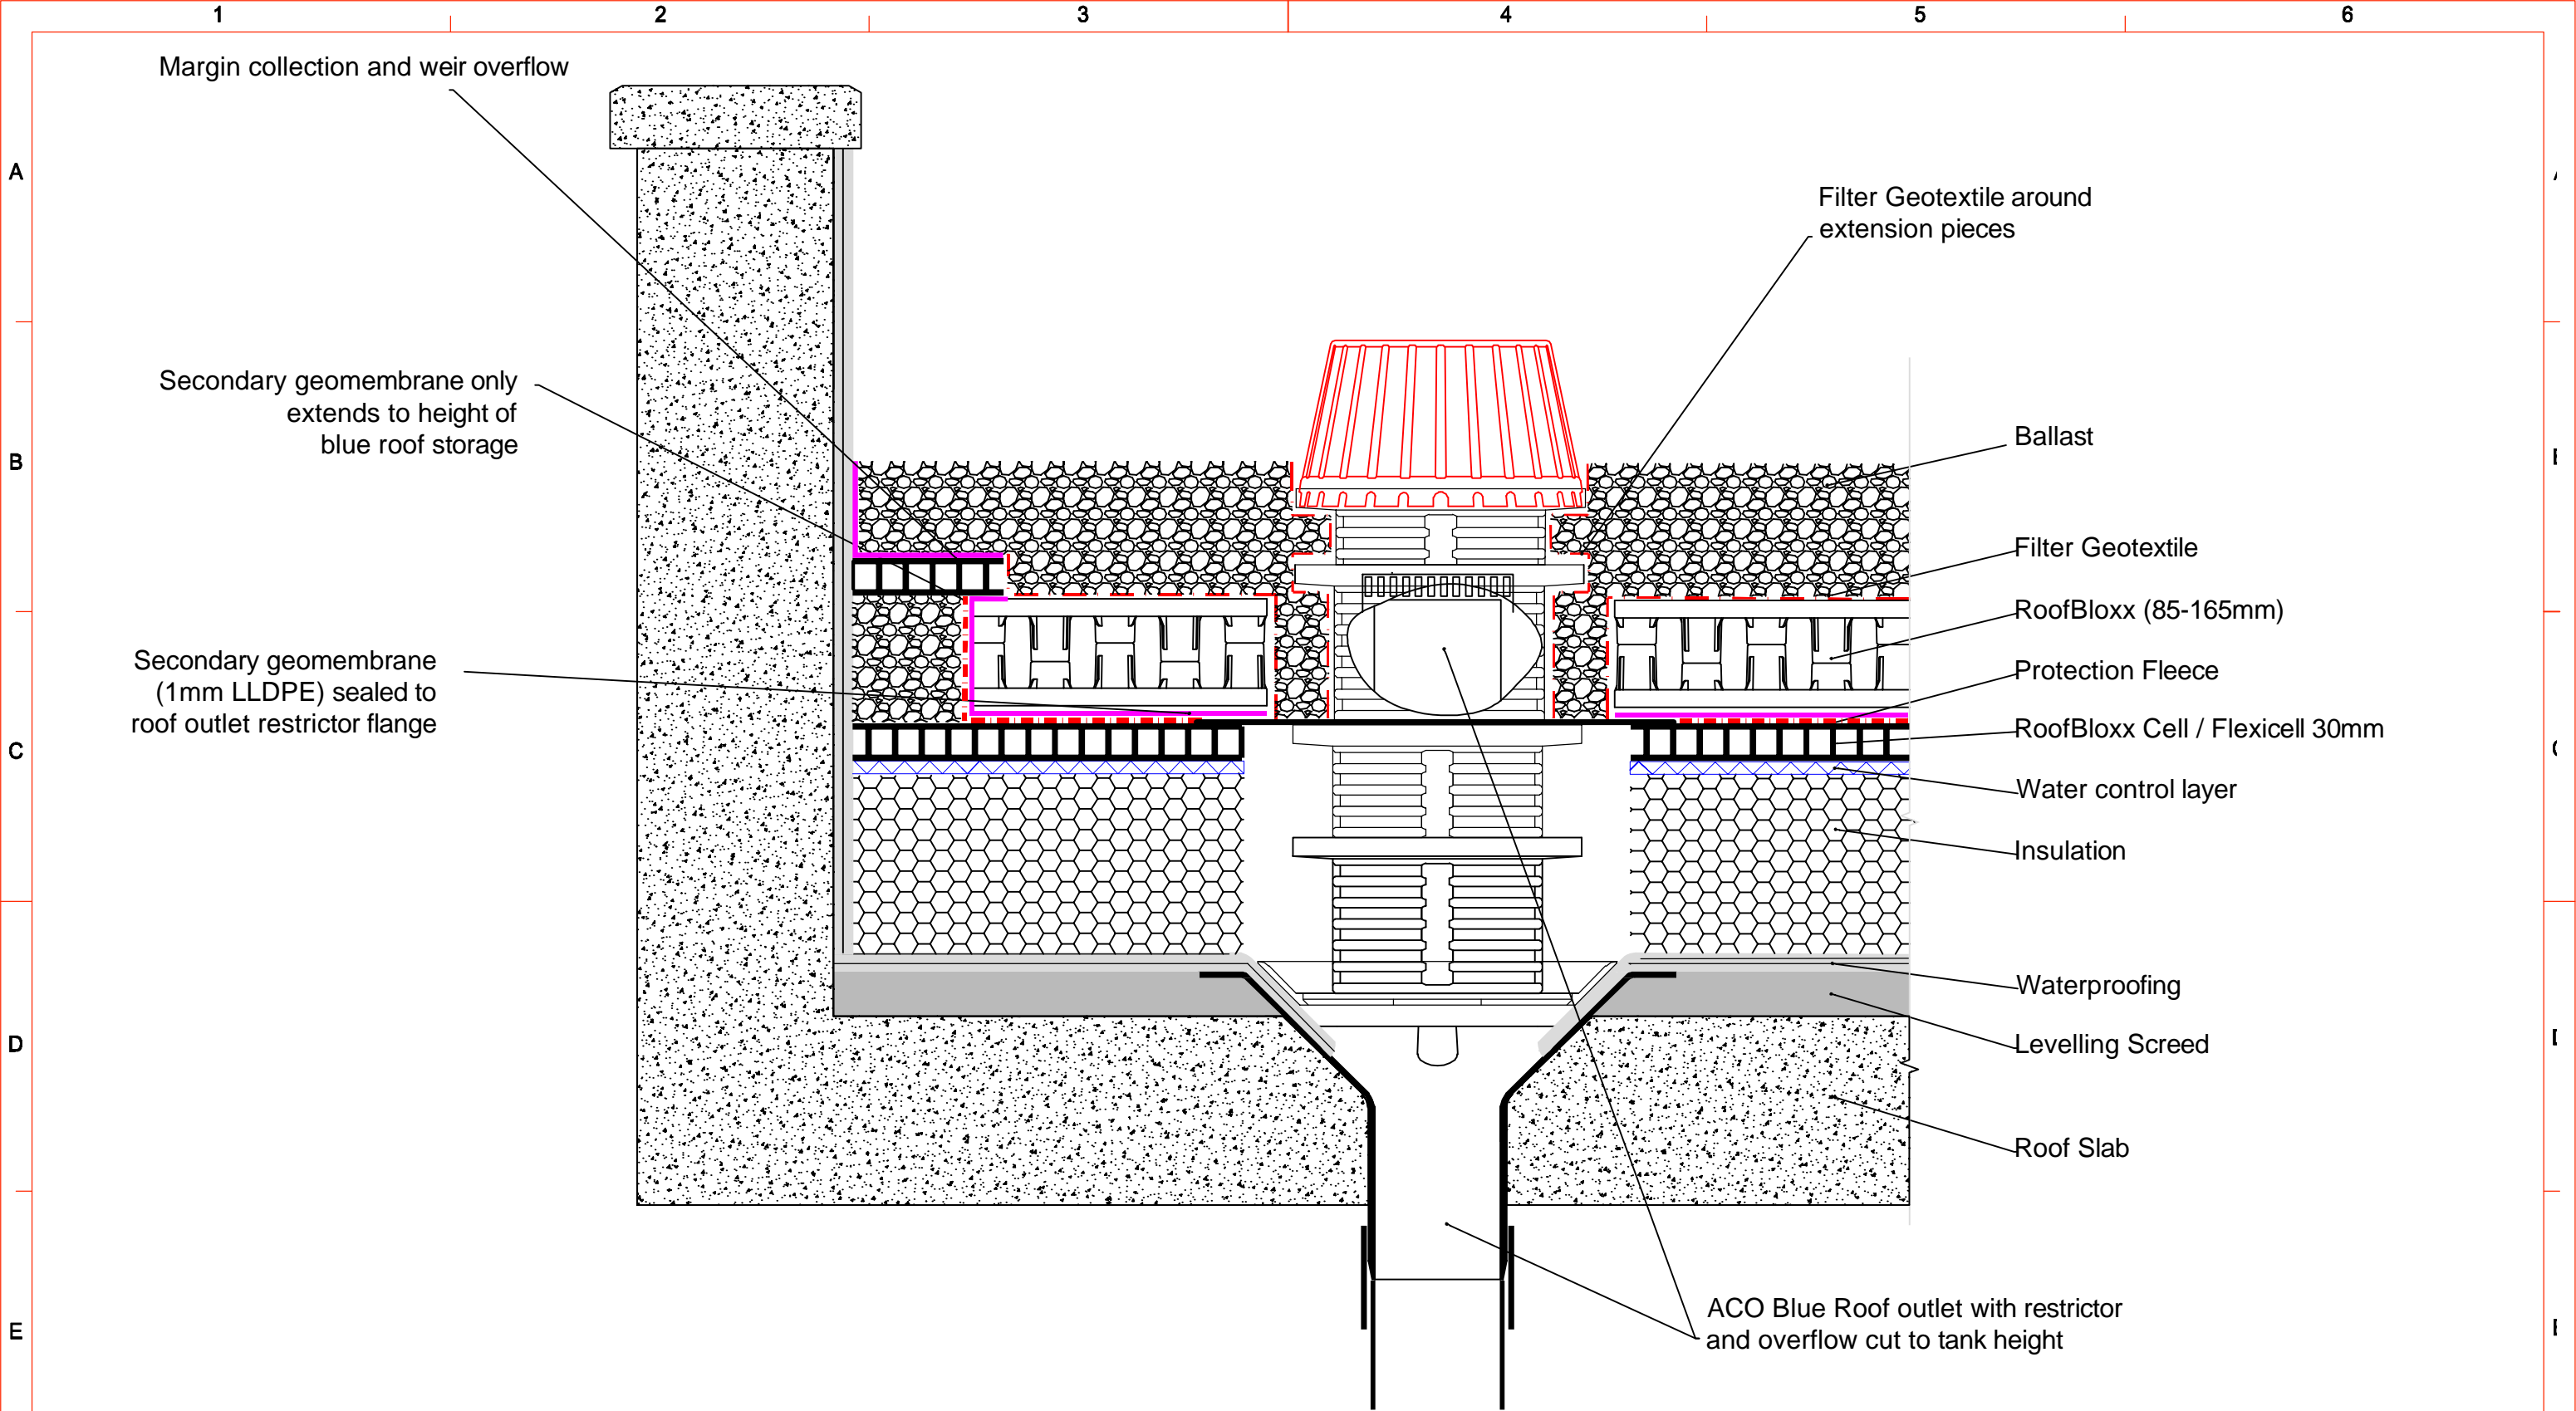 1 2 3 4 5 6
Margin collection and weir overflow
A
Filter Geotextile around
extension pieces
Secondary geomembrane only
extends to height of
blue roof storage
B
Ballast
Filter Geotextile
RoofBloxx (85-165mm)
Secondary geomembrane
(1mm LLDPE) sealed to
roof outlet restrictor flange
Protection Fleece
RoofBloxx Cell / Flexicell 30mm
C
Water control layer
Insulation
Waterproofing
D
Levelling Screed
Roof Slab
ACO Blue Roof outlet with restrictor
and overflow cut to tank height
E